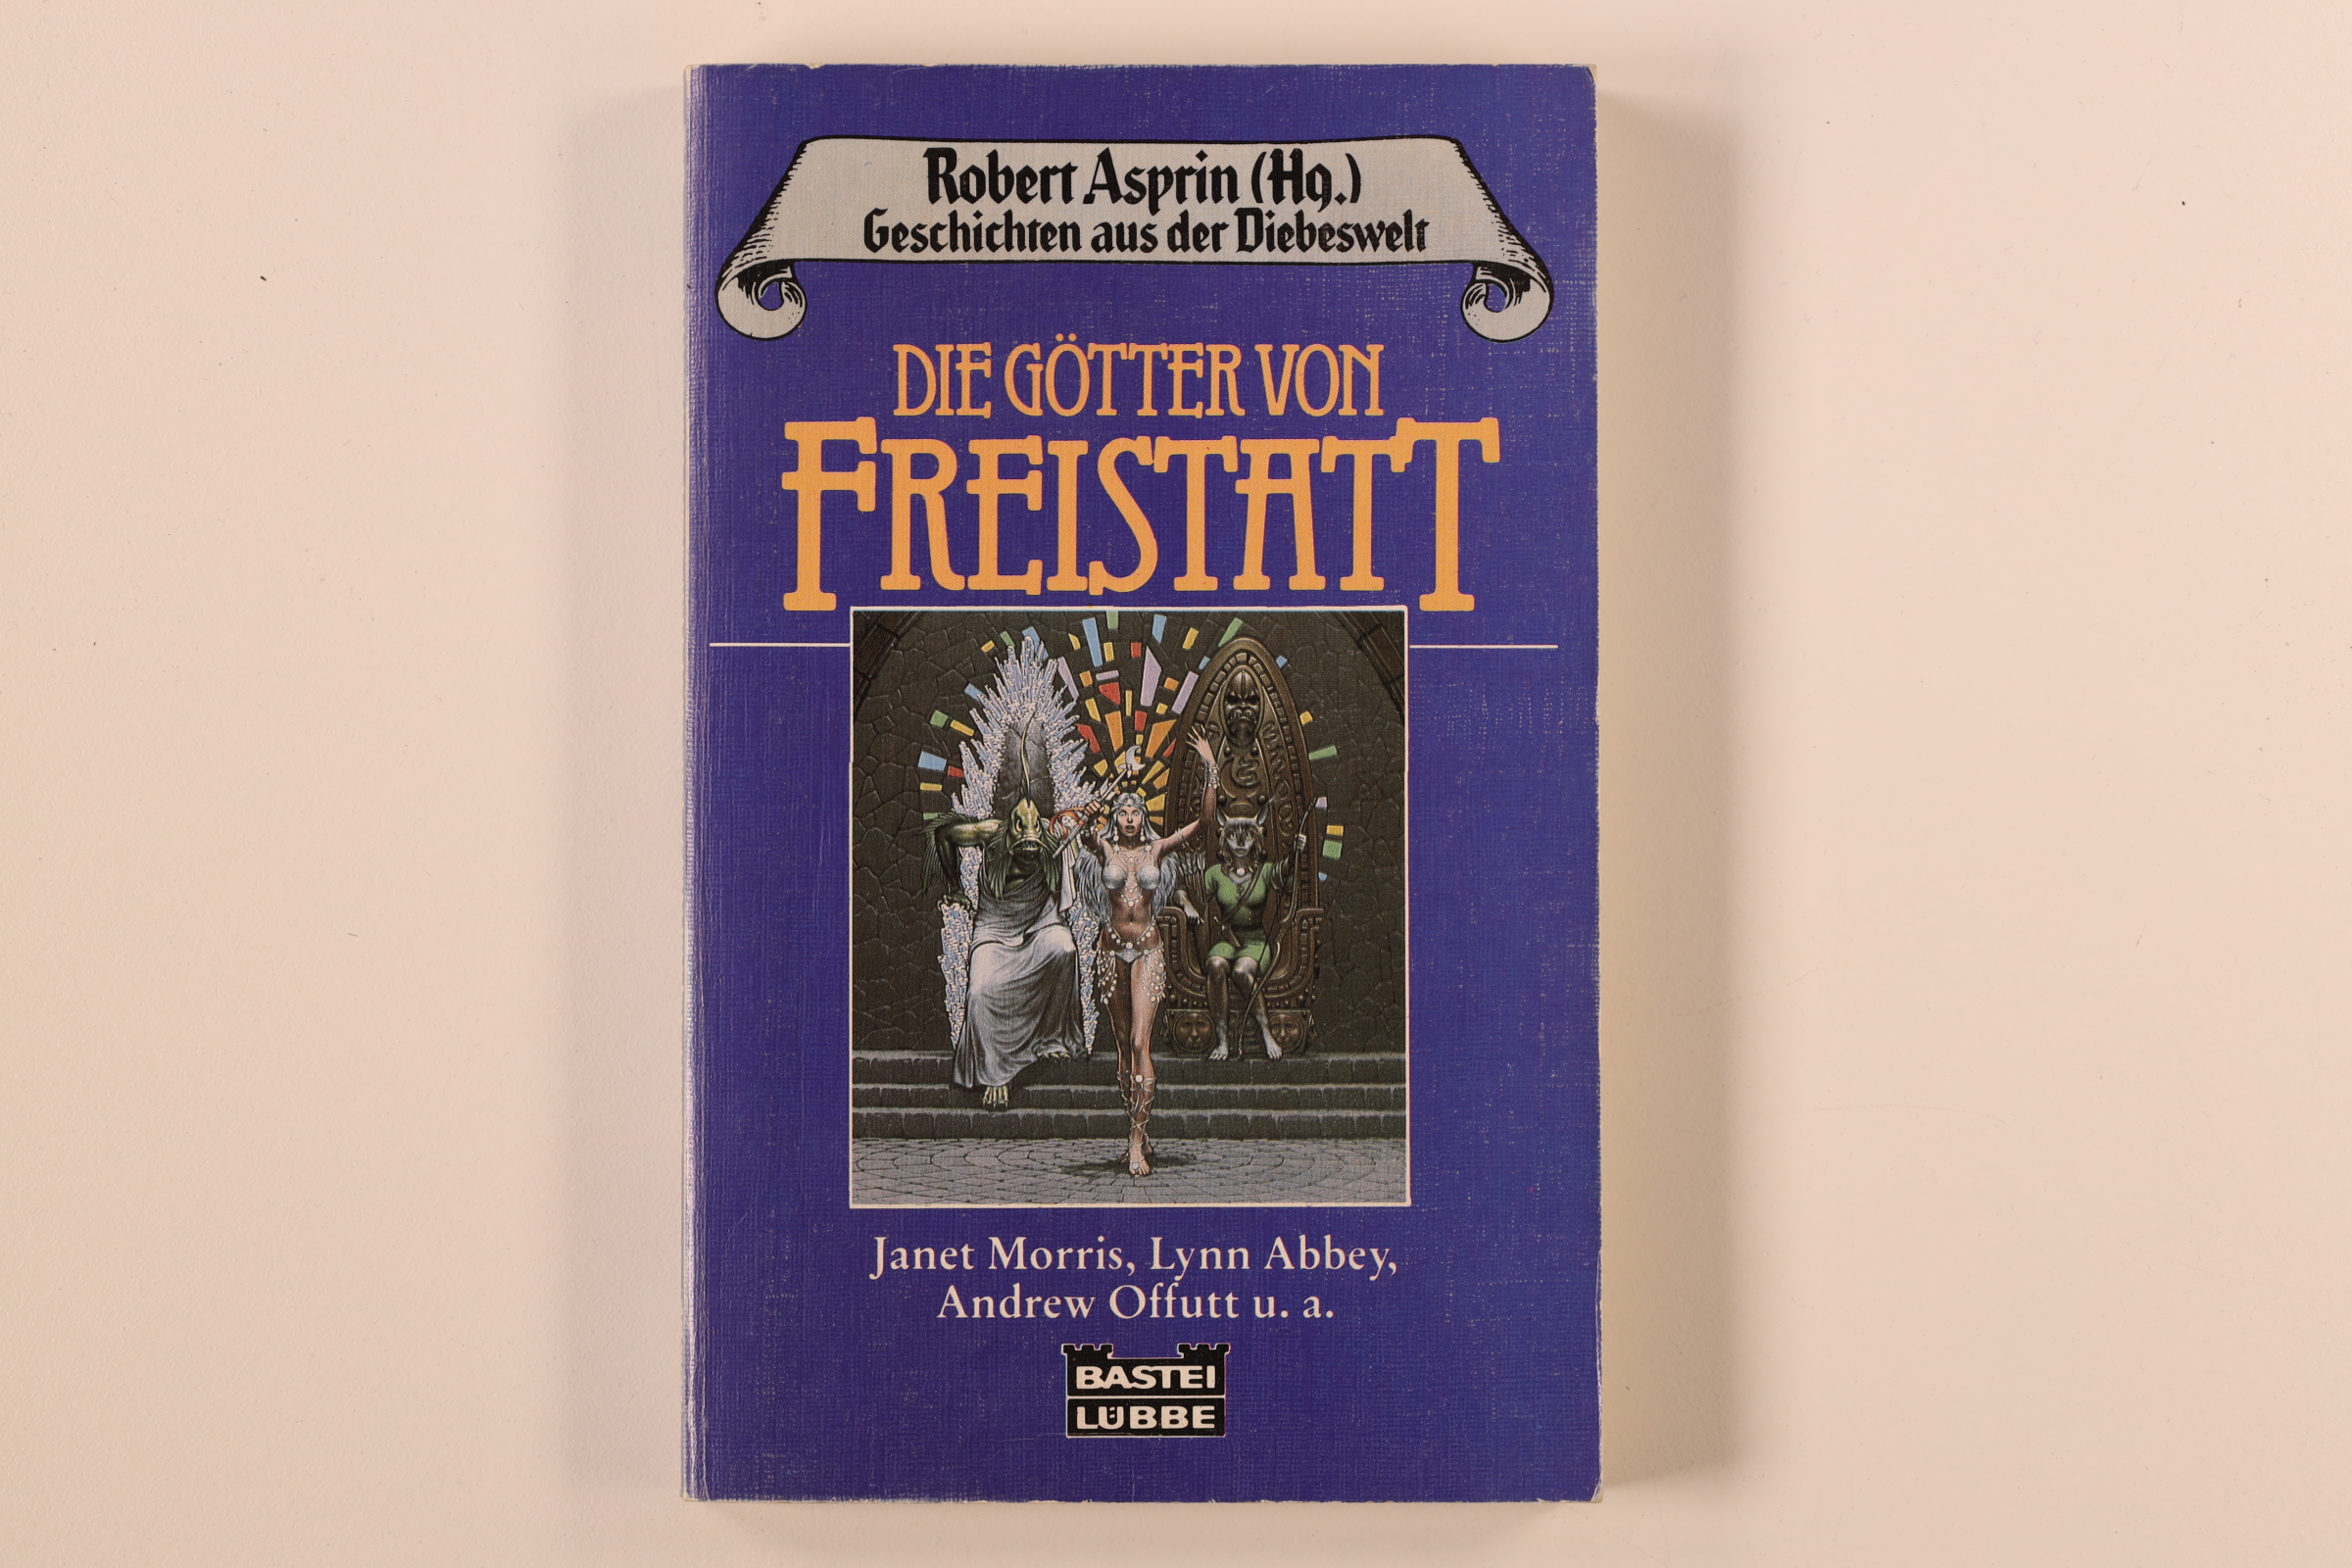 Robert Asprin (Hg.)
Geschichten aus der Diebeswelt
DIE GÖTTER VON
FREISTATT
Janet Morris, Lynn Abbey,
Andrew Offutt u. a.
BASTEI
LÜBBE